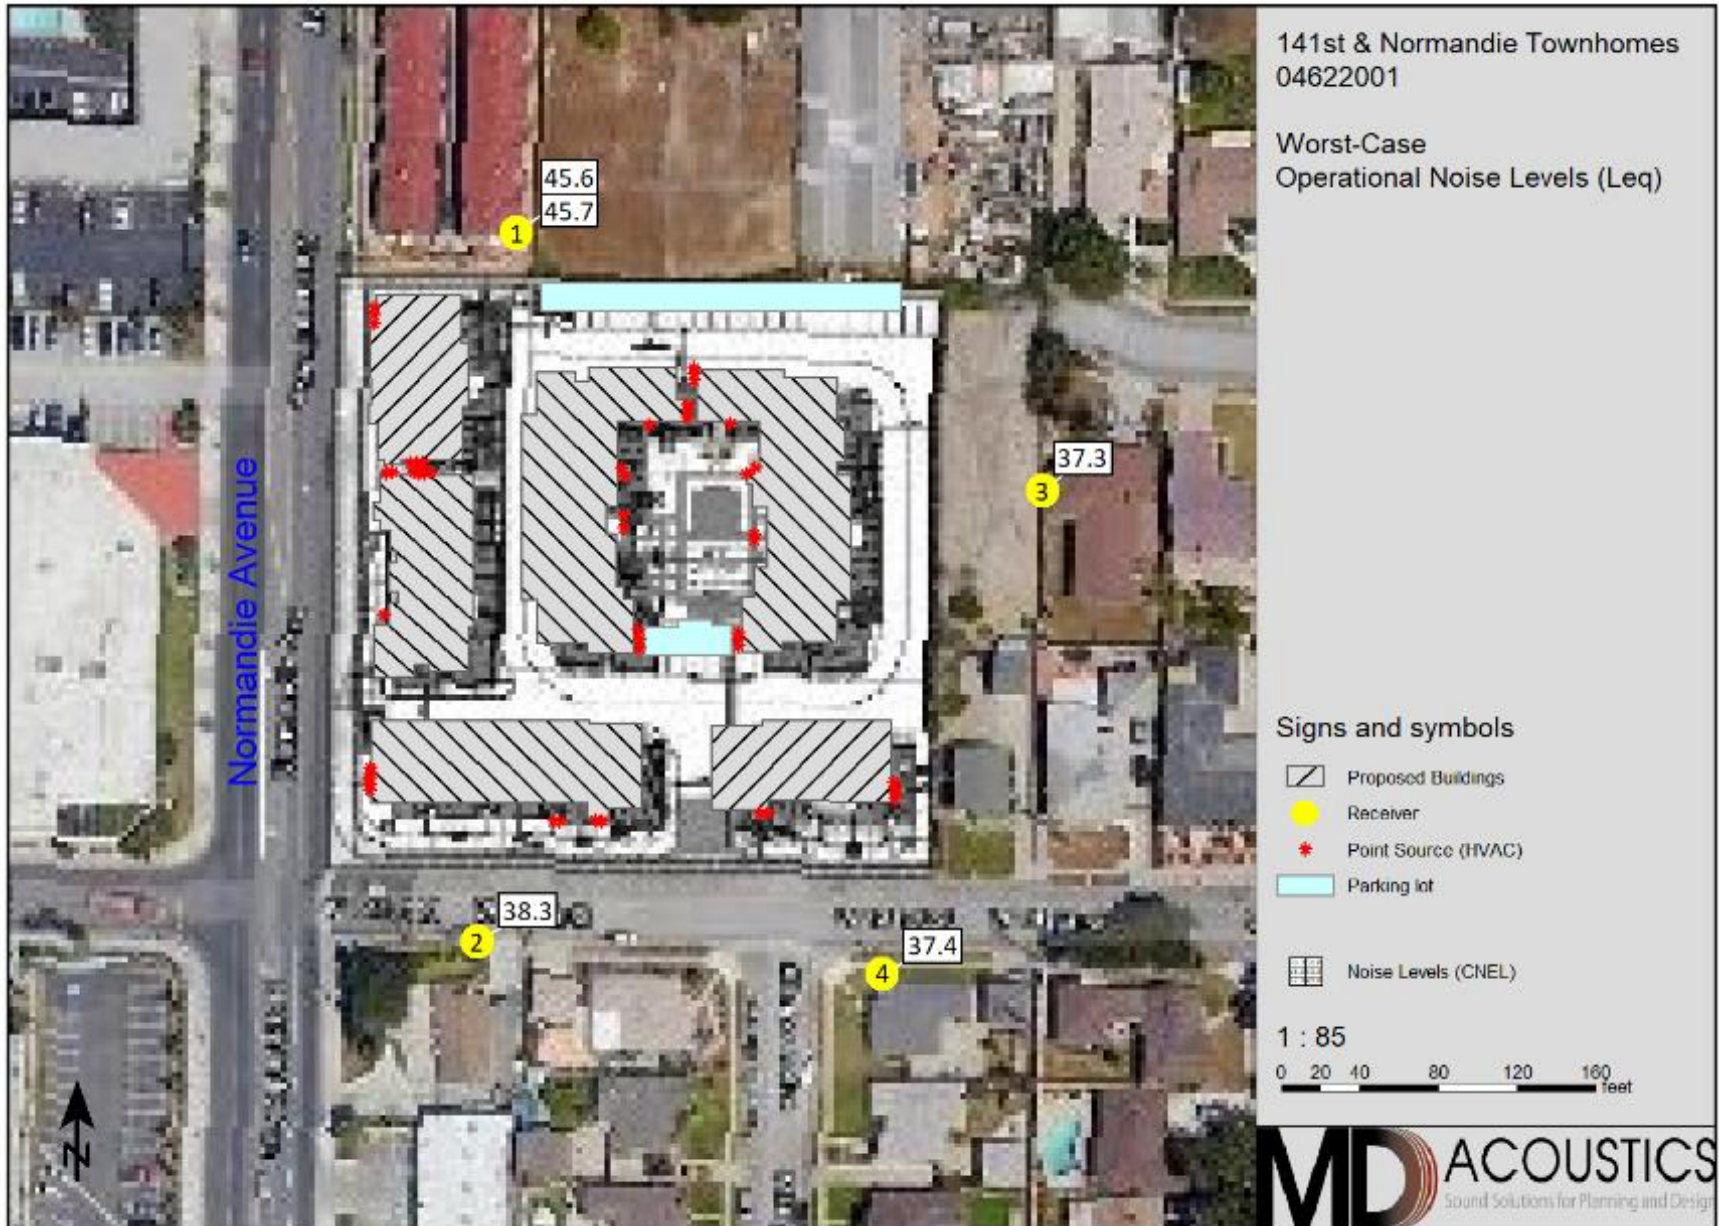 141st & Normandie Townhomes
04622001
Worst-Case
Operational Noise Levels (Leq)
45.6
45.7
1
37.3
3
Normandie Avenue
38.3
2
37.4
4
N
Signs and symbols
Proposed Buildings
Receiver
Point Source (HVAC)
Parking lot
Noise Levels (CNEL)
1 : 85
0 20 40 80 120 160
feet
MD ACOUSTICS
Sound Solutions for Planning and Design